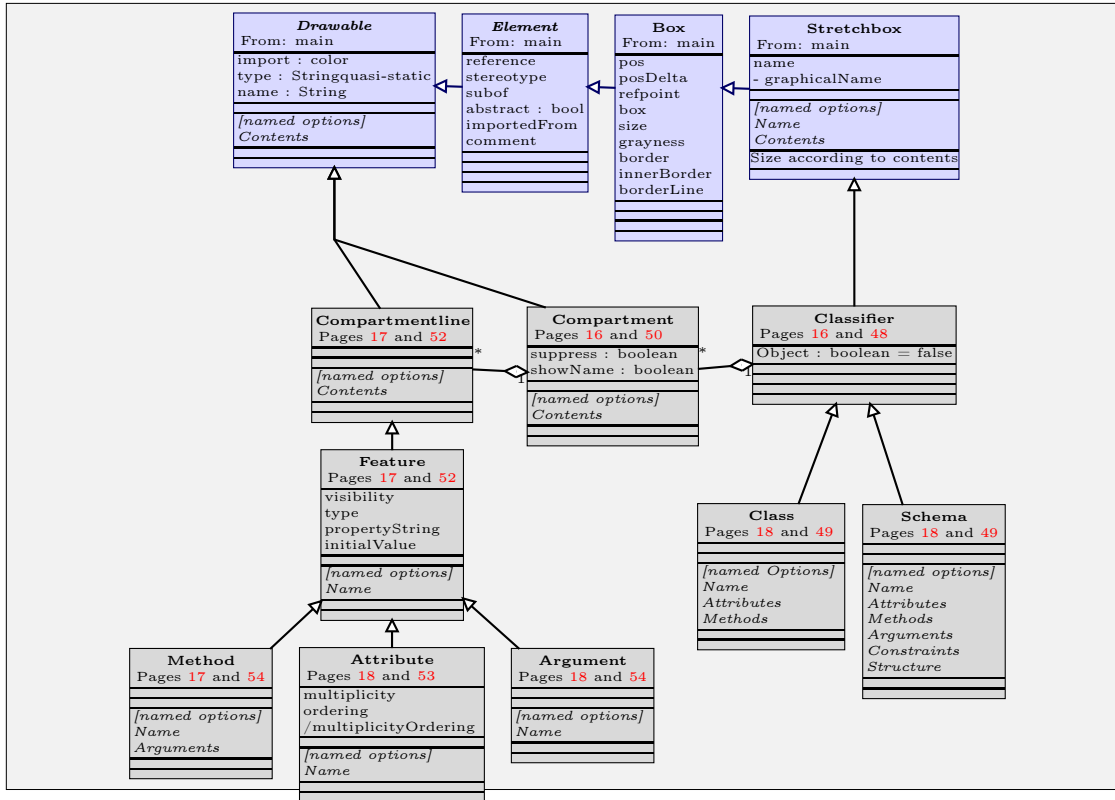 Drawable
From: main
import : color
type : Stringquasi-static
name : String
[named options]
Contents
Element
From: main
reference
stereotype
subof
abstract : bool
importedFrom
comment
Box
From: main
pos
posDelta
refpoint
box
size
grayness
border
innerBorder
borderLine
Stretchbox
From: main
name
- graphicalName
[named options]
Name
Contents
Size according to contents
Compartmentline
Pages 17 and 52
[named options]
Contents
*
1
Compartment
Pages 16 and 50
suppress : boolean
showName : boolean
[named options]
Contents
*
1
Classifier
Pages 16 and 48
Object : boolean = false
Feature
Pages 17 and 52
visibility
type
propertyString
initialValue
[named options]
Name
Class
Pages 18 and 49
[named Options]
Name
Attributes
Methods
Schema
Pages 18 and 49
[named options]
Name
Attributes
Methods
Arguments
Constraints
Structure
Method
Pages 17 and 54
[named options]
Name
Arguments
Attribute
Pages 18 and 53
multiplicity
ordering
/multiplicityOrdering
[named options]
Name
Argument
Pages 18 and 54
[named options]
Name